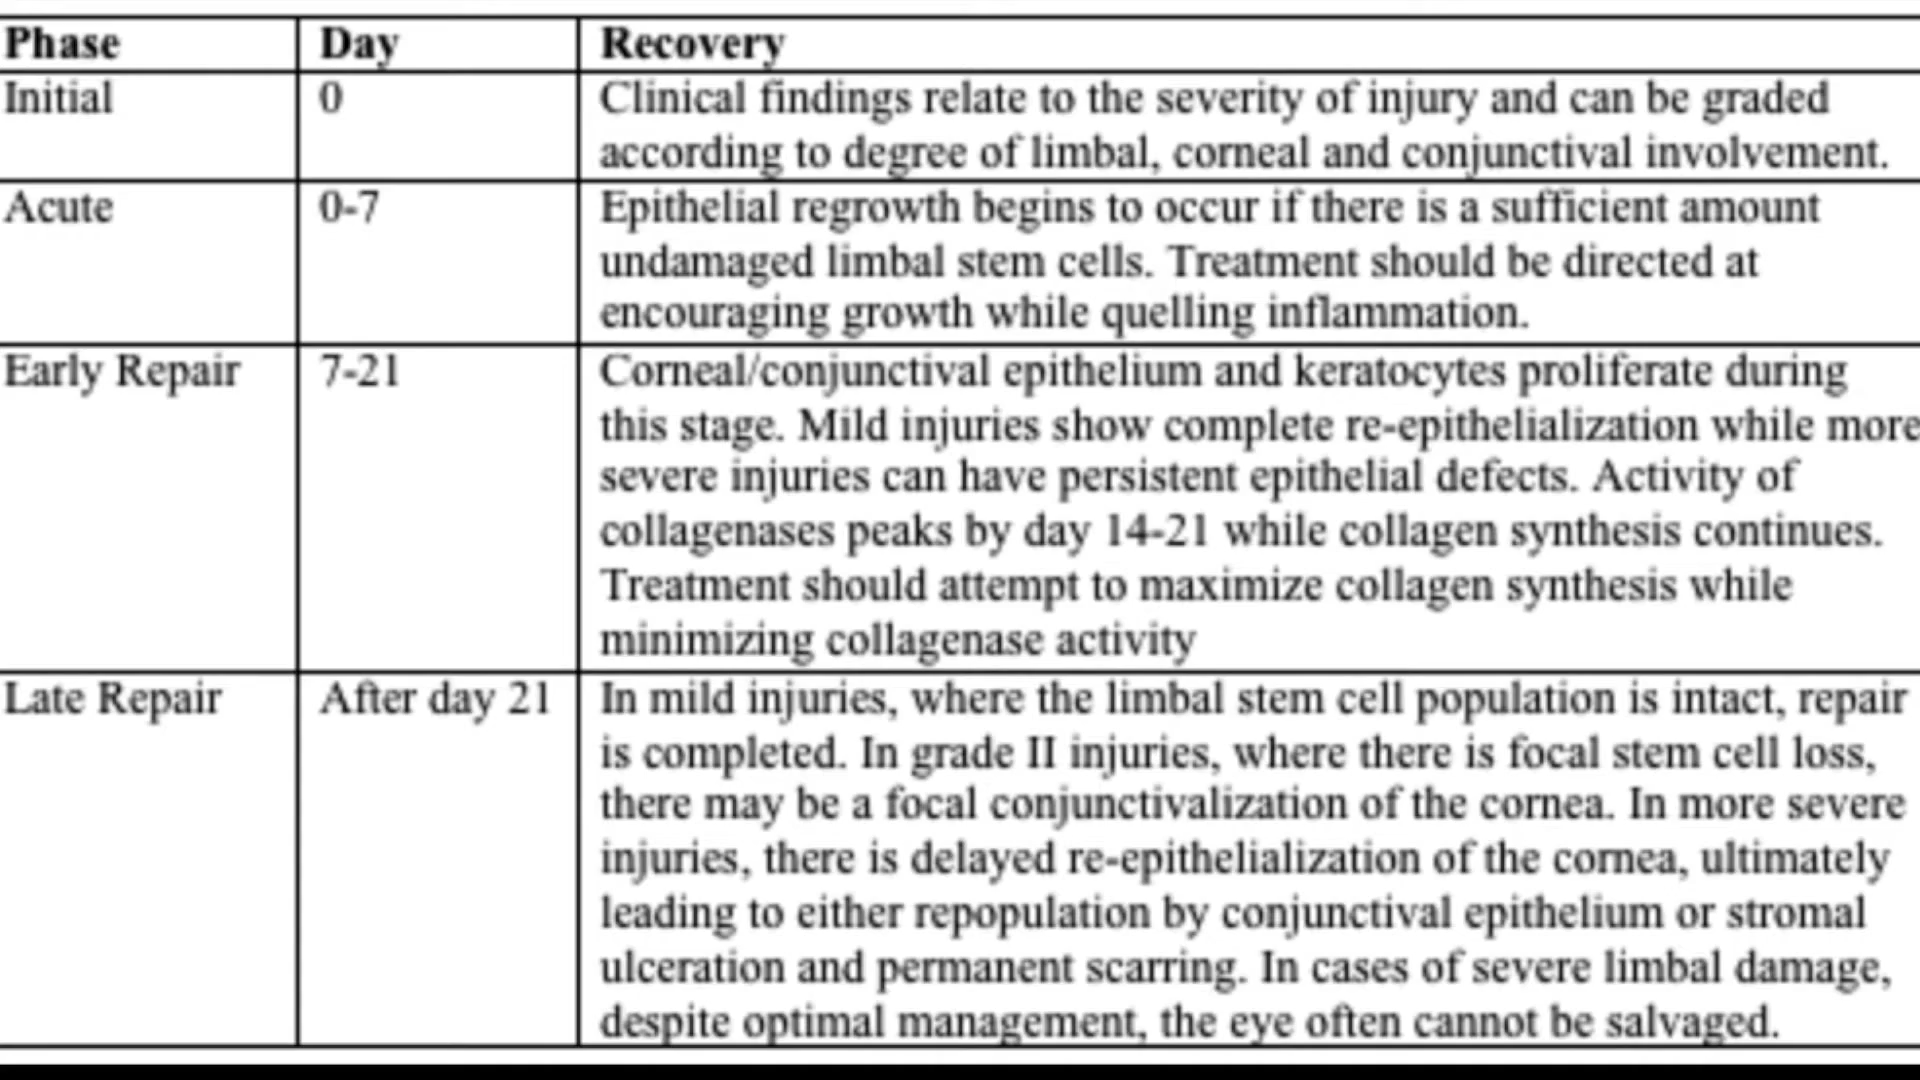 Phase Day Recovery
Initial 0 Clinical findings relate to the severity of injury and can be graded
according to degree of limbal, corneal and conjunctival involvement.
Acute 0-7 Epithelial regrowth begins to occur if there is a sufficient amount
undamaged limbal stem cells. Treatment should be directed at
encouraging growth while quelling inflammation.
Early Repair 7-21 Corneal/conjunctival epithelium and keratocytes proliferate during
this stage. Mild injuries show complete re-epithelialization while more
severe injuries can have persistent epithelial defects. Activity of
collagenases peaks by day 14-21 while collagen synthesis continues.
Treatment should attempt to maximize collagen synthesis while
minimizing collagenase activity
Late Repair After day 21 In mild injuries, where the limbal stem cell population is intact, repair
is completed. In grade II injuries, where there is focal stem cell loss,
there may be a focal conjunctivalization of the cornea. In more severe
injuries, there is delayed re-epithelialization of the cornea, ultimately
leading to either repopulation by conjunctival epithelium or stromal
ulceration and permanent scarring. In cases of severe limbal damage,
despite optimal management, the eye often cannot be salvaged.